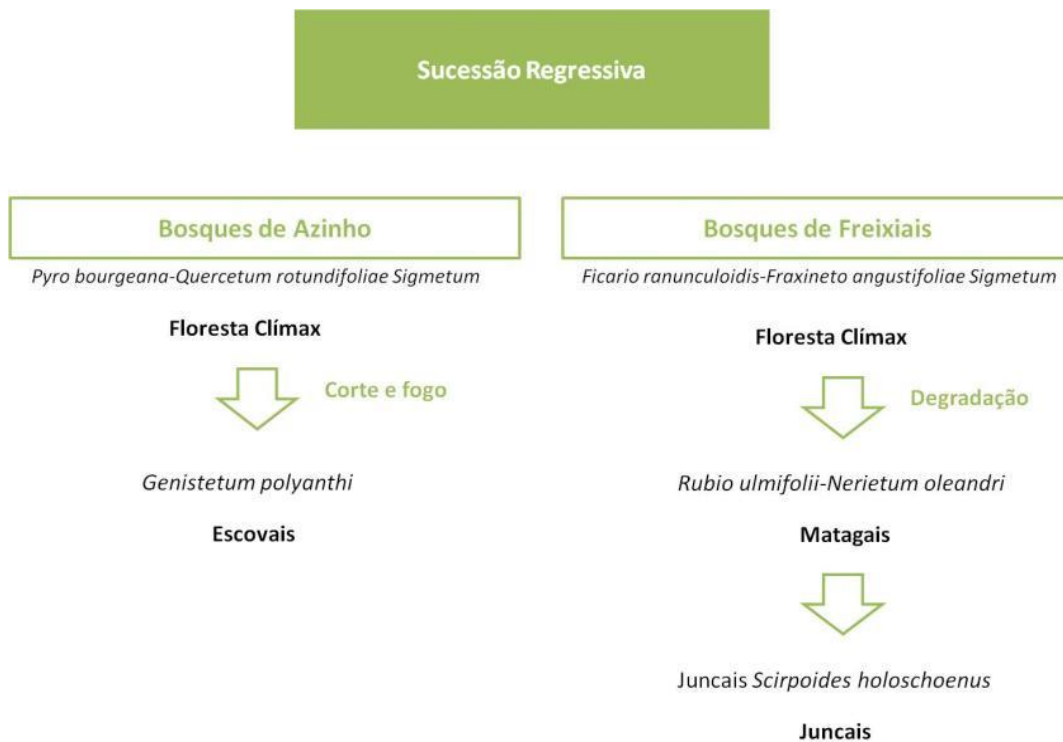 Sucessão Regressiva
Bosques de Azinho
Pyro bourgeana-Quercetum rotundifoliae Sigmetum
Floresta Clímax
Corte e fogo
Genistetum polyanthi
Escovais
Bosques de Freixiais
Ficario ranunculoidis-Fraxineto angustifoliae Sigmetum
Floresta Clímax
Degradação
Rubio ulmifolii-Nerietum oleandri
Matagais
Juncais Scirpoides holoschoenus
Juncais